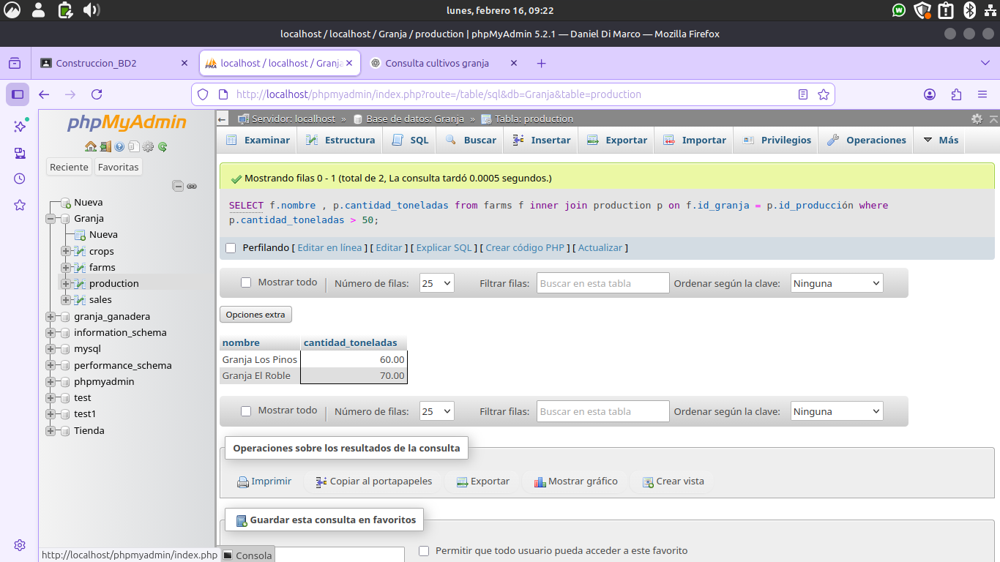 lunes, febrero 16, 09:22
localhost / localhost / Granja / production | phpMyAdmin 5.2.1 — Daniel Di Marco — Mozilla Firefox
Construccion_BD2
localhost / localhost / Granja
Consulta cultivos granja
http://localhost/phpmyadmin/index.php?route=/table/sql&db=Granja&table=production
phpMyAdmin
Reciente Favoritas
Nueva
Granja
Nueva
crops
farms
production
sales
granja_ganadera
information_schema
mysql
performance_schema
phpmyadmin
test
test1
Tienda
http://localhost/phpmyadmin/index.php
Servidor: localhost » Base de datos: Granja » Tabla: production
Examinar Estructura SQL Buscar Insertar Exportar Importar Privilegios Operaciones Más
Mostrando filas 0 - 1 (total de 2, La consulta tardó 0.0005 segundos.)
SELECT f.nombre , p.cantidad_toneladas from farms f inner join production p on f.id_granja = p.id_producción where
p.cantidad_toneladas > 50;
Perfilando [ Editar en línea ] [ Editar ] [ Explicar SQL ] [ Crear código PHP ] [ Actualizar ]
Mostrar todo Número de filas: 25 Filtrar filas: Buscar en esta tabla Ordenar según la clave: Ninguna
Opciones extra
nombre cantidad_toneladas
Granja Los Pinos 60.00
Granja El Roble 70.00
Mostrar todo Número de filas: 25 Filtrar filas: Buscar en esta tabla Ordenar según la clave: Ninguna
Operaciones sobre los resultados de la consulta
Imprimir Copiar al portapapeles Exportar Mostrar gráfico Crear vista
Guardar esta consulta en favoritos
Permitir que todo usuario pueda acceder a este favorito
Consola